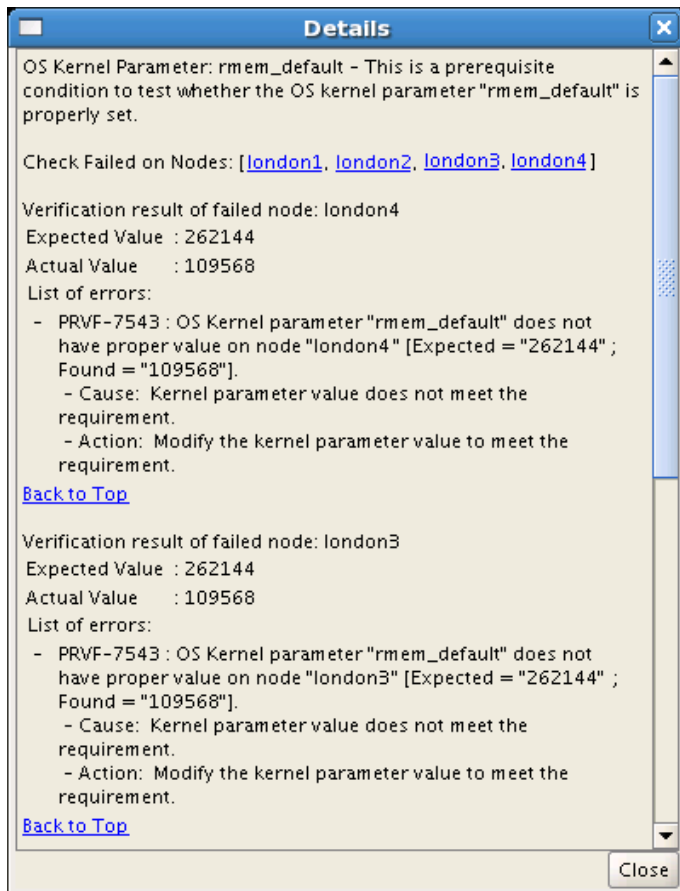 Details
OS Kernel Parameter: rmem_default - This is a prerequisite
condition to test whether the OS kernel parameter "rmem_default" is
properly set.
Check Failed on Nodes: [london1, london2, london3, london4]
Verification result of failed node: london4
Expected Value : 262144
Actual Value : 109568
List of errors:
- PRVF-7543 : OS Kernel parameter "rmem_default" does not
have proper value on node "london4" [Expected = "262144" ;
Found = "109568"].
- Cause: Kernel parameter value does not meet the
requirement.
- Action: Modify the kernel parameter value to meet the
requirement.
Back to Top
Verification result of failed node: london3
Expected Value : 262144
Actual Value : 109568
List of errors:
- PRVF-7543 : OS Kernel parameter "rmem_default" does not
have proper value on node "london3" [Expected = "262144" ;
Found = "109568"].
- Cause: Kernel parameter value does not meet the
requirement.
- Action: Modify the kernel parameter value to meet the
requirement.
Back to Top
Close